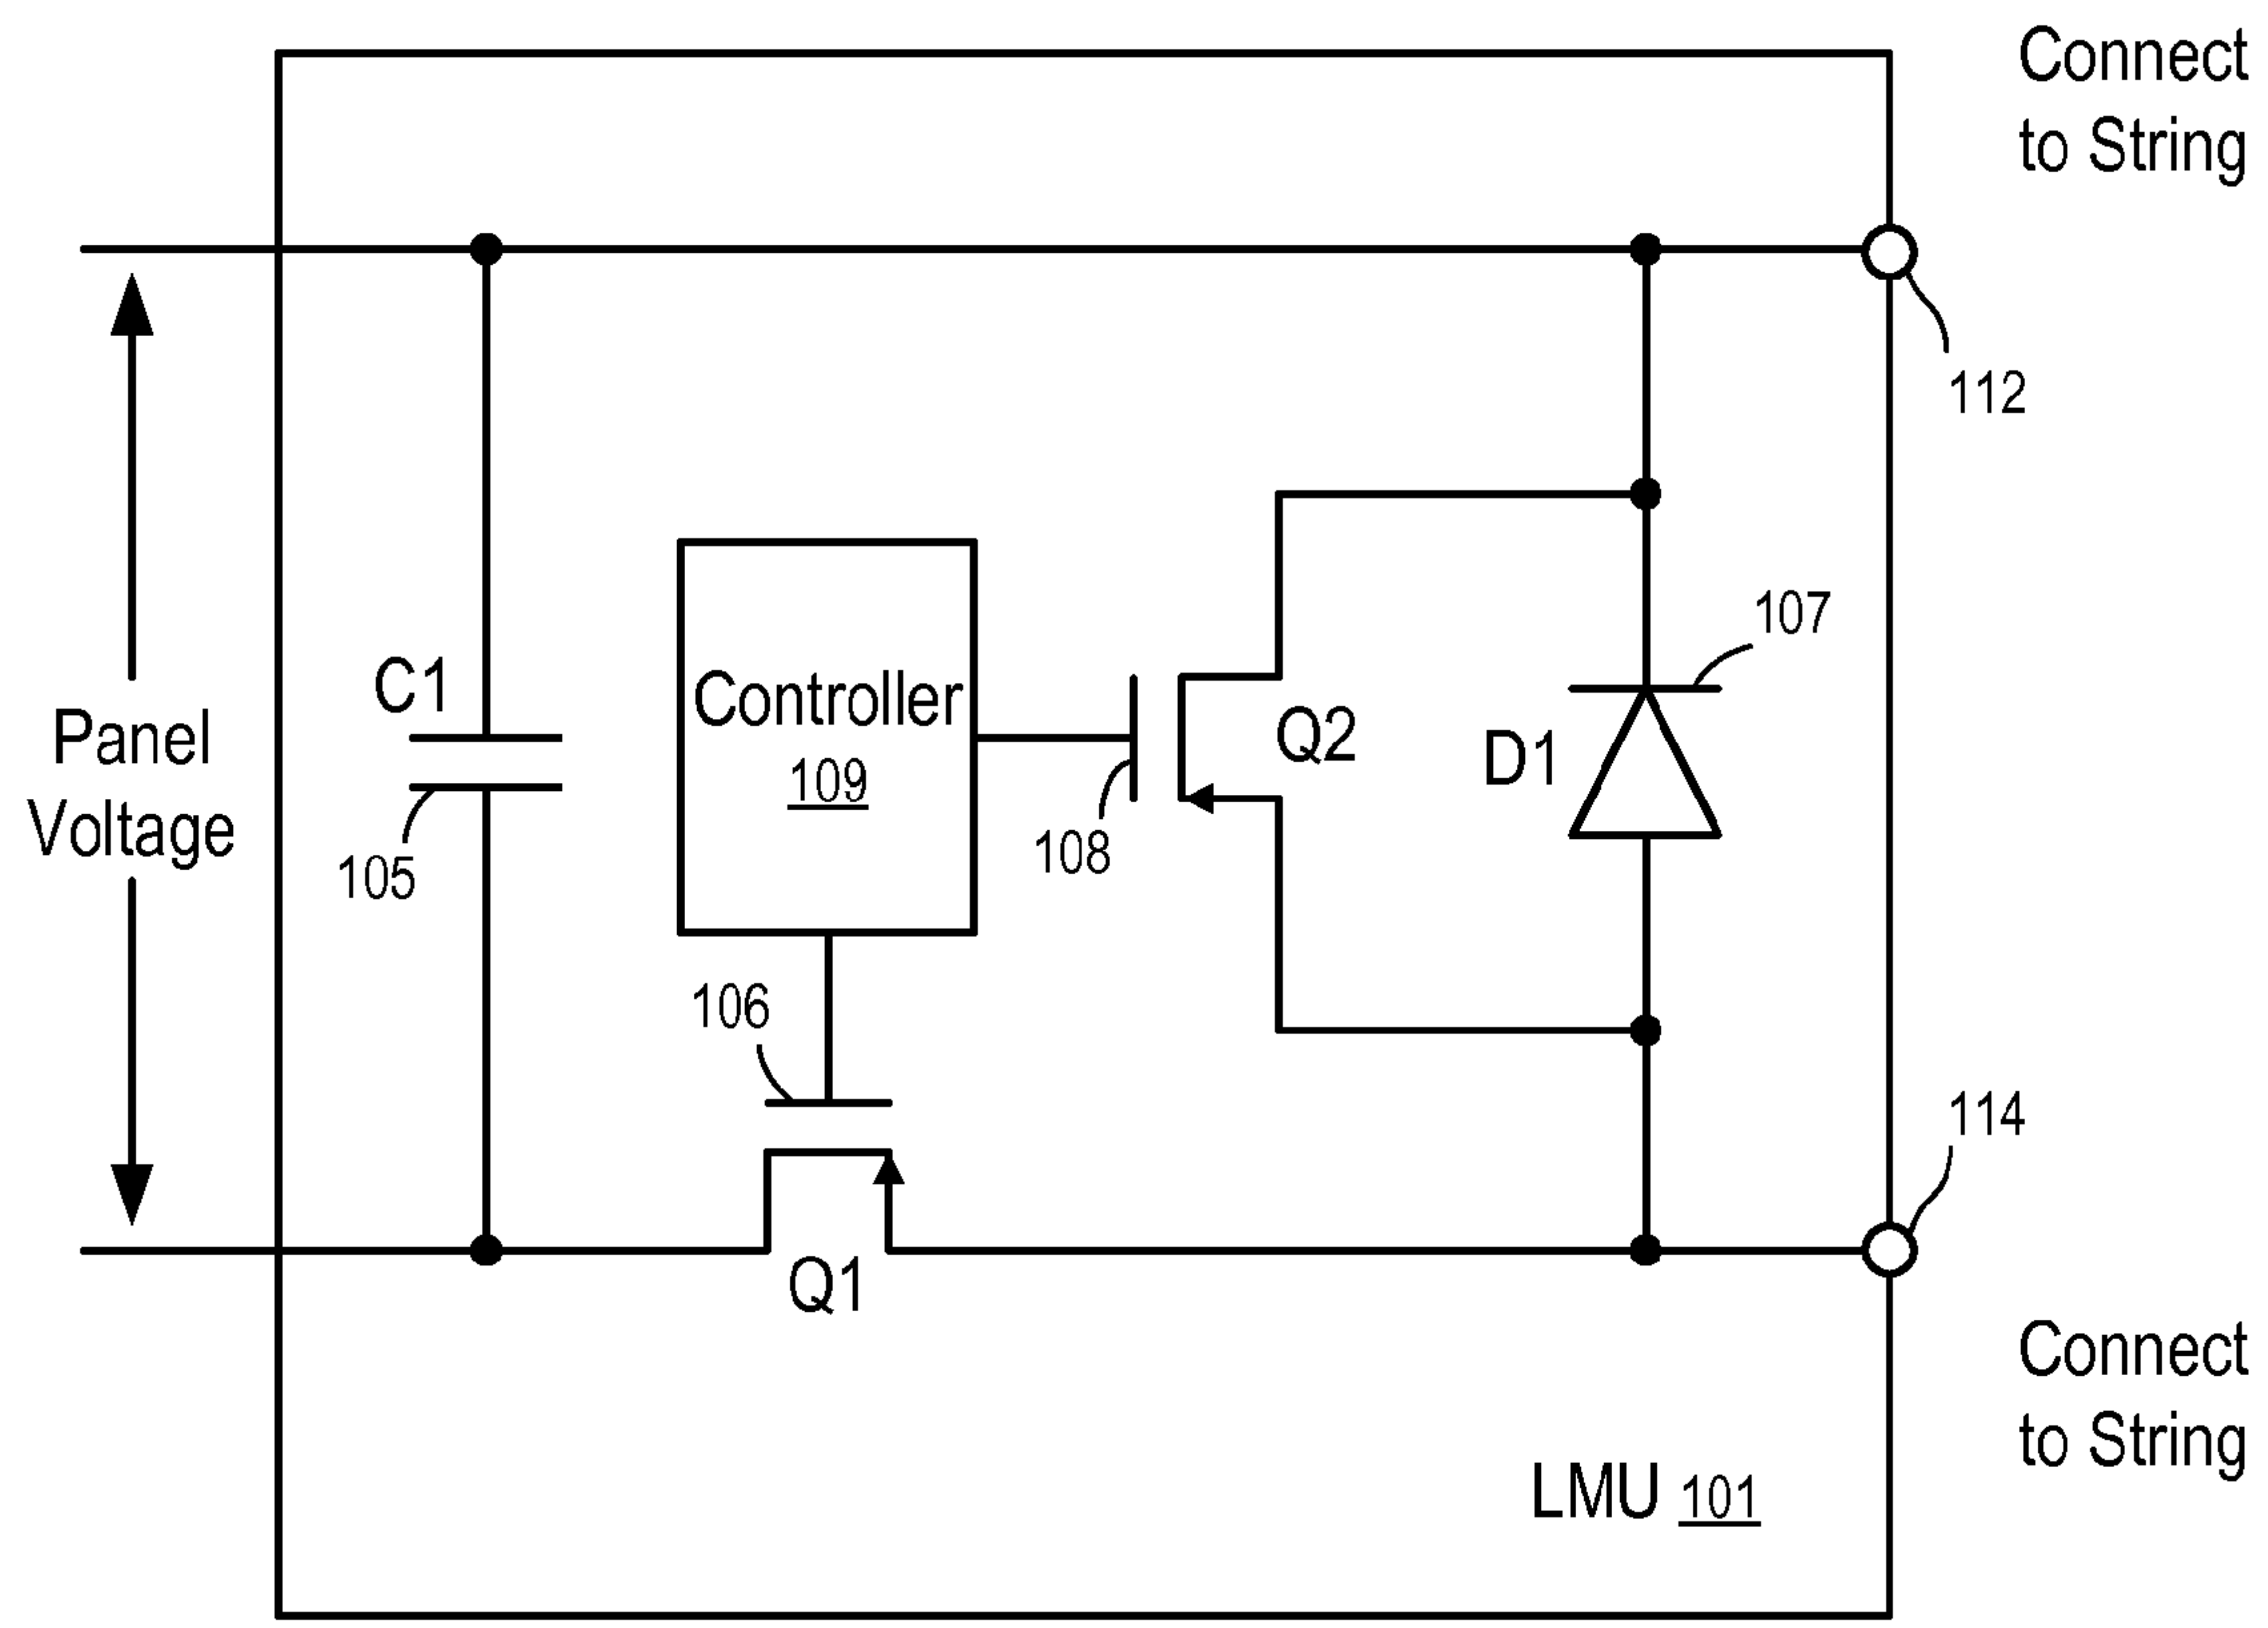 Connect
to String
112
107
C1
Controller
109
Q2
D1
Panel
Voltage
108
105
106
114
Q1
Connect
to String
LMU 101